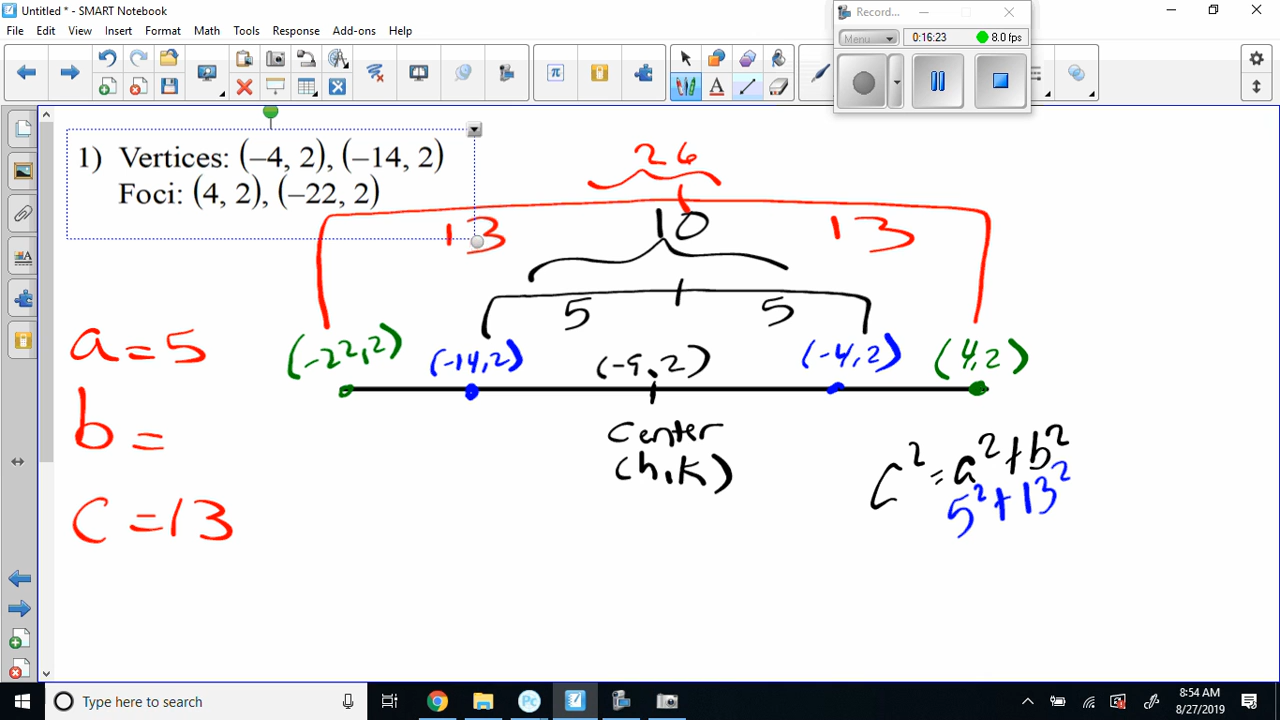 Untitled * - SMART Notebook
File Edit View Insert Format Math Tools Response Add-ons Help
Record...
Menu 0:16:23 8.0 fps
1) Vertices: (–4, 2), (–14, 2)
Foci: (4, 2), (–22, 2)
26
13 10 13
5 5
a = 5
(-22,2) (-14,2) (-9,2) (-4,2) (4,2)
b =
Center
(h,k)
c² = a² + b²
5² + 13²
c = 13
Type here to search
8:54 AM
8/27/2019